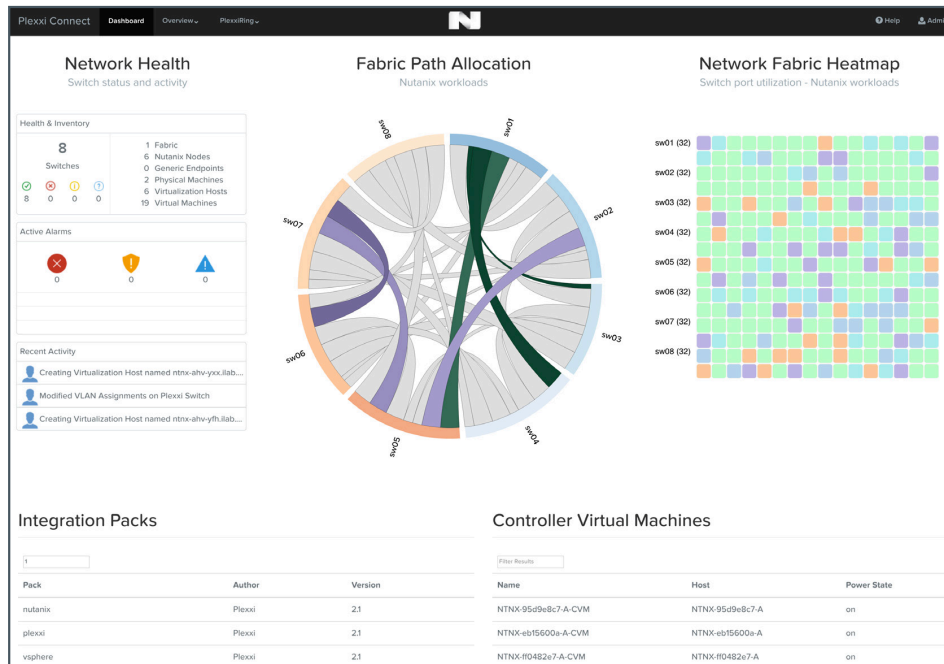 Plexxi Connect Dashboard Overview PlexxiRing Help Admi
Network Health
Switch status and activity
Health & Inventory
8
Switches
8 0 0 0
1 Fabric
6 Nutanix Nodes
0 Generic Endpoints
2 Physical Machines
6 Virtualization Hosts
19 Virtual Machines
Active Alarms
0 0 0
Recent Activity
Creating Virtualization Host named ntnx-ahv-yxx.ilab....
Modified VLAN Assignments on Plexxi Switch
Creating Virtualization Host named ntnx-ahv-yfh.ilab....
Fabric Path Allocation
Nutanix workloads
sw01
sw02
sw03
sw04
sw05
sw06
sw07
sw08
Network Fabric Heatmap
Switch port utilization - Nutanix workloads
sw01 (32)
sw02 (32)
sw03 (32)
sw04 (32)
sw05 (32)
sw06 (32)
sw07 (32)
sw08 (32)
Integration Packs
1
Pack Author Version
nutanix Plexxi 2.1
plexxi Plexxi 2.1
vsphere Plexxi 2.1
Controller Virtual Machines
Filter Results
Name Host Power State
NTNX-95d9e8c7-A-CVM NTNX-95d9e8c7-A on
NTNX-eb15600a-A-CVM NTNX-eb15600a-A on
NTNX-ff0482e7-A-CVM NTNX-ff0482e7-A on